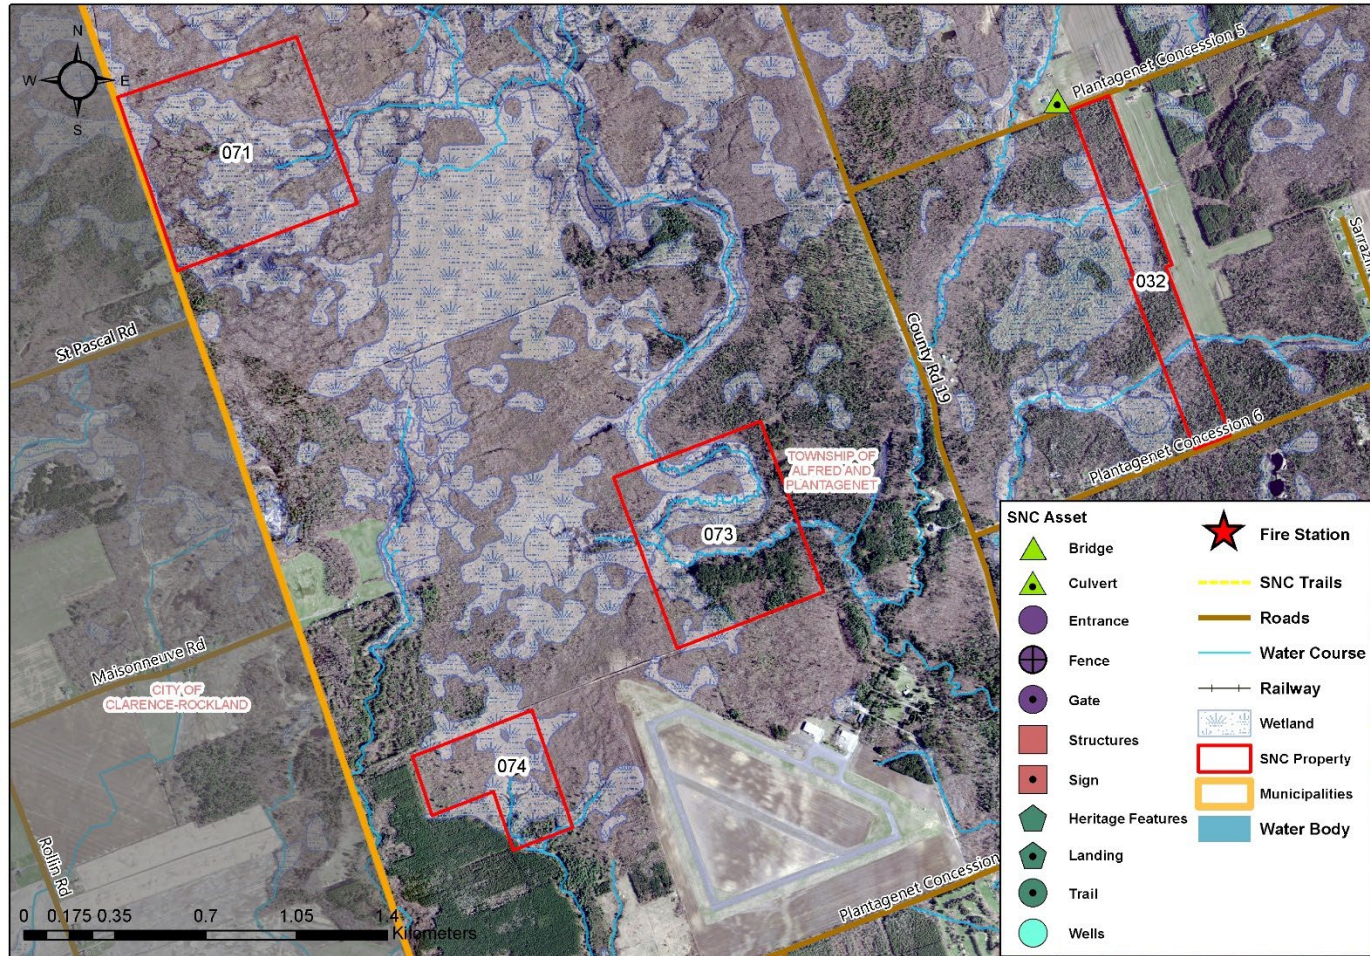 N
W E
S
Plantagenet Concession 5
071
032
Sarrazin
St Pascal Rd
County Rd 19
Plantagenet Concession 6
TOWNSHIP OF
ALFRED AND
PLANTAGENET
073
Maisonneuve Rd
CITY OF
CLARENCE-ROCKLAND
074
Rollin Rd
Plantagenet Concession
0 0.175 0.35 0.7 1.05 1.4
Kilometers
SNC Asset
Bridge
Culvert
Entrance
Fence
Gate
Structures
Sign
Heritage Features
Landing
Trail
Wells
Fire Station
SNC Trails
Roads
Water Course
Railway
Wetland
SNC Property
Municipalities
Water Body